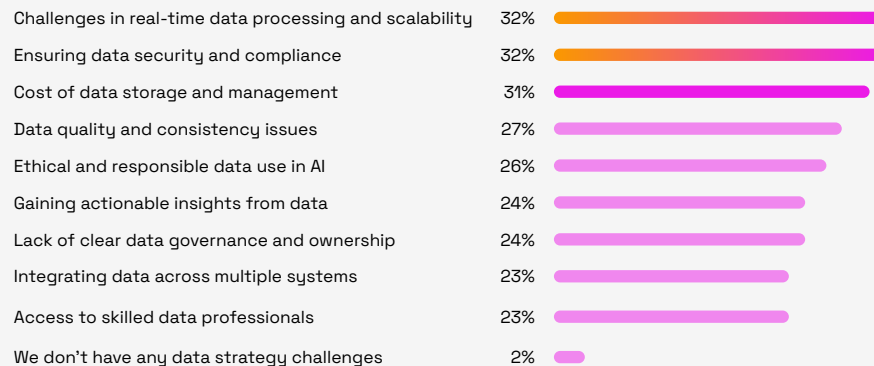 Challenges in real-time data processing and scalability 32%
Ensuring data security and compliance 32%
Cost of data storage and management 31%
Data quality and consistency issues 27%
Ethical and responsible data use in AI 26%
Gaining actionable insights from data 24%
Lack of clear data governance and ownership 24%
Integrating data across multiple systems 23%
Access to skilled data professionals 23%
We don't have any data strategy challenges 2%